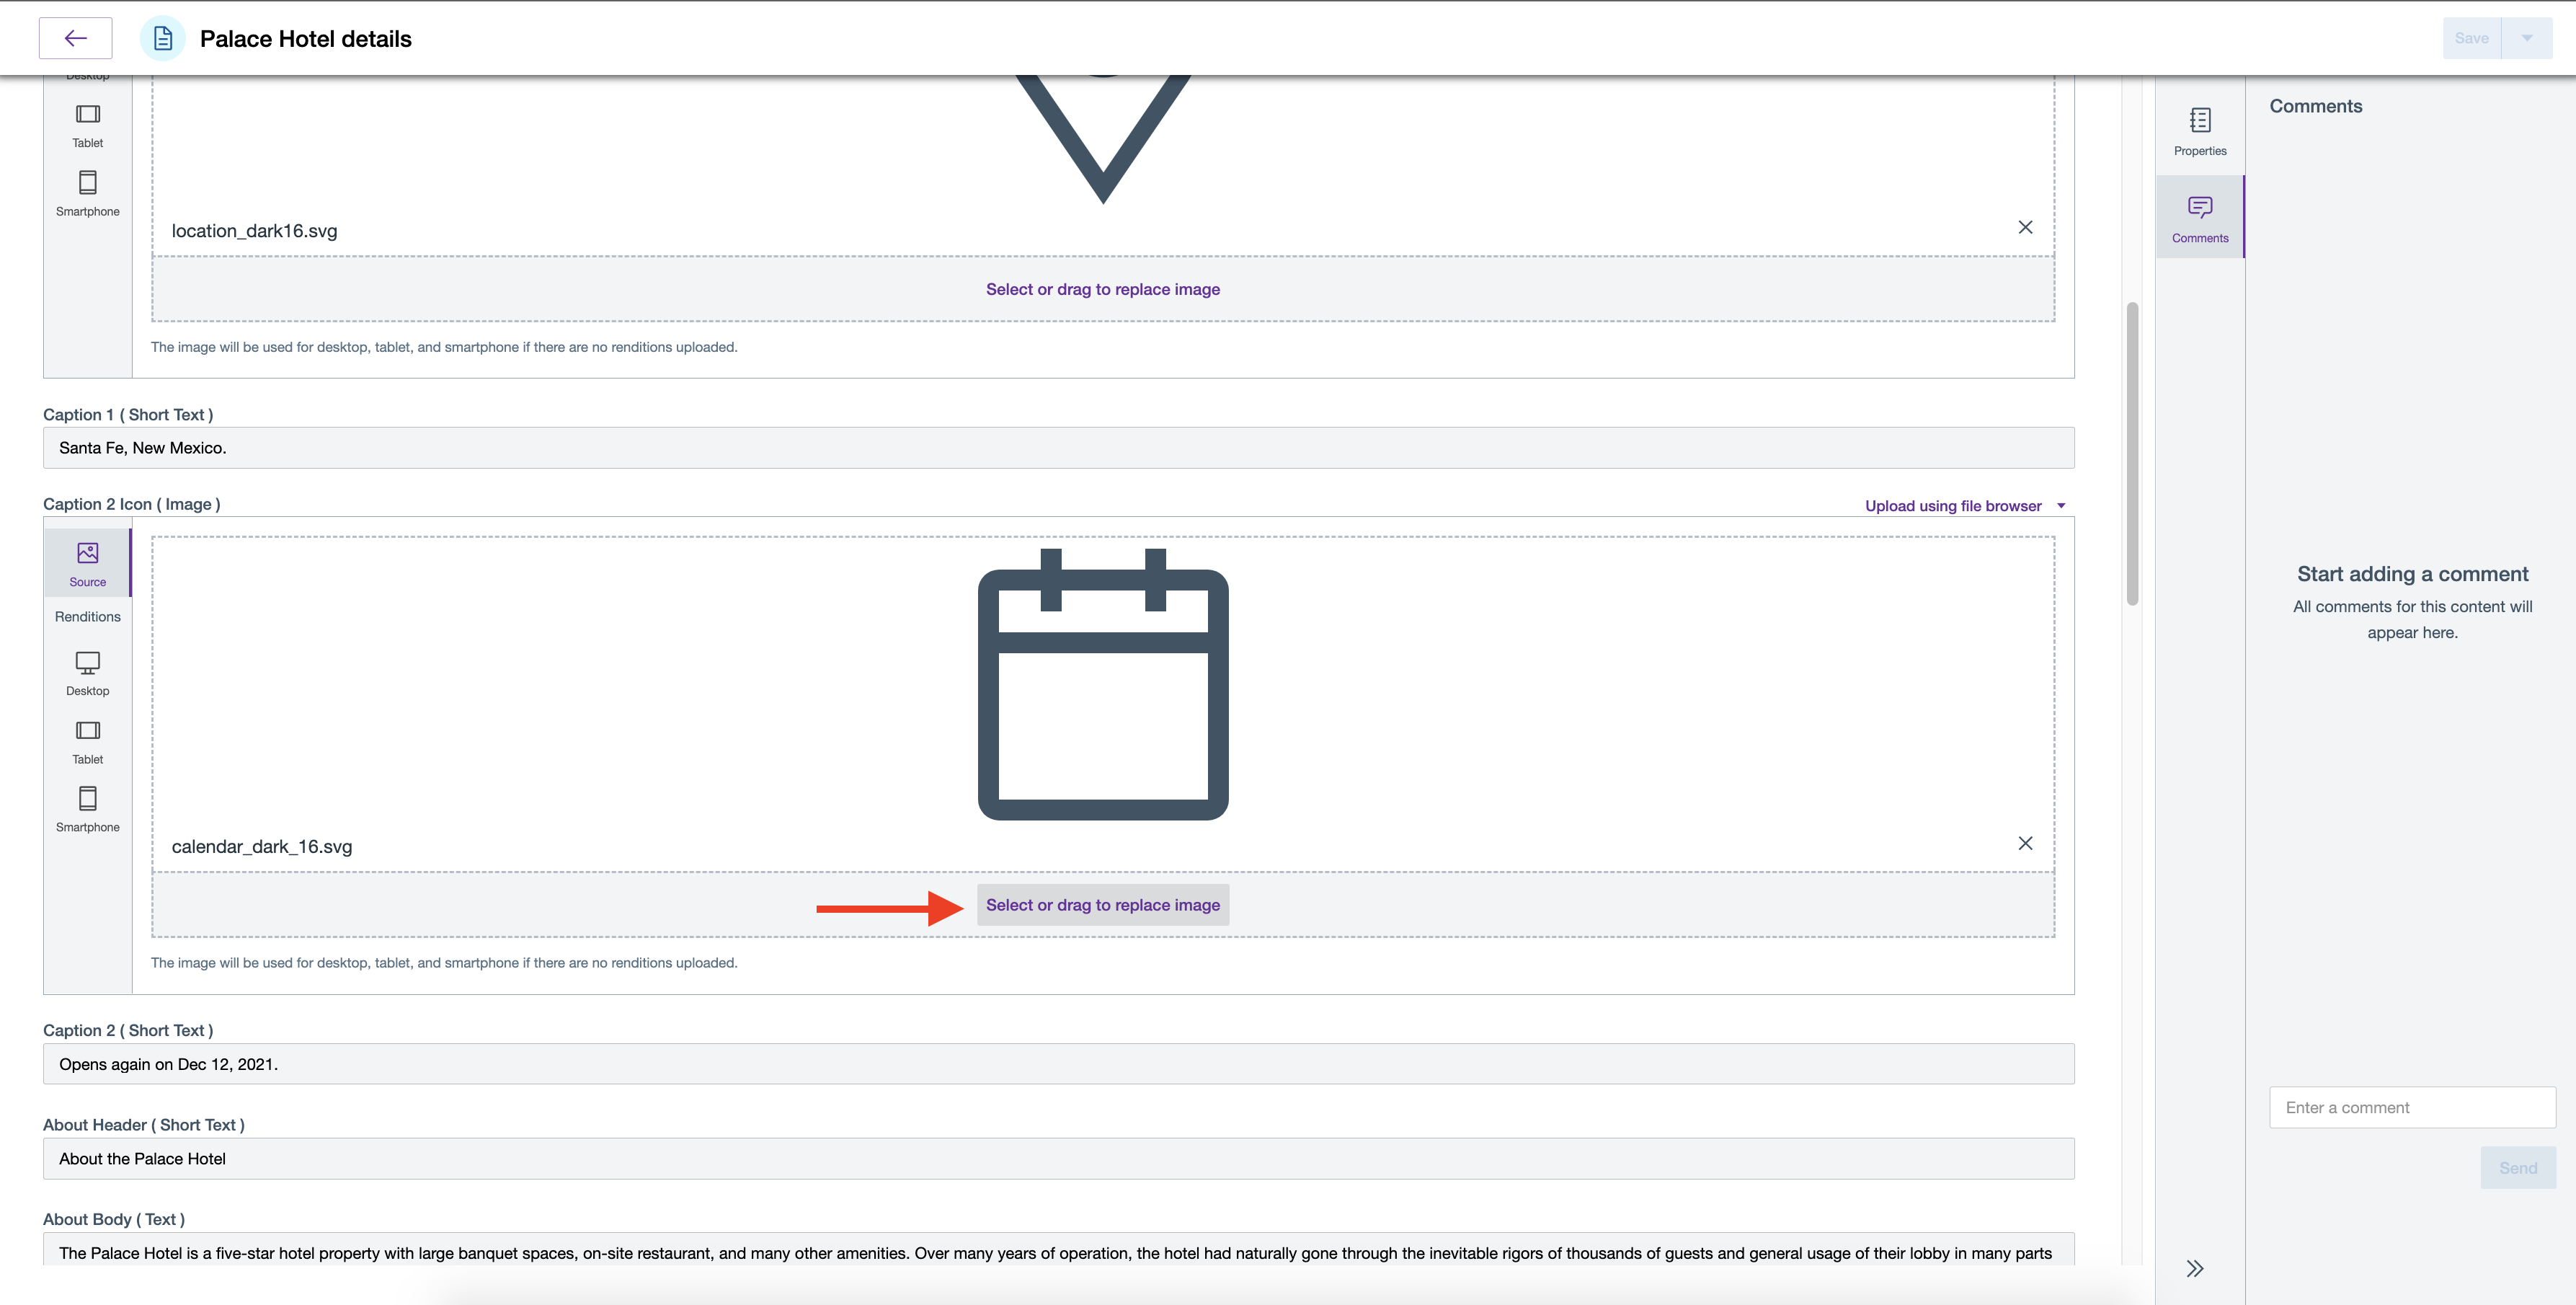 Palace Hotel details
Save
Desktop
Tablet
Smartphone
location_dark16.svg
Select or drag to replace image
The image will be used for desktop, tablet, and smartphone if there are no renditions uploaded.
Caption 1 ( Short Text )
Santa Fe, New Mexico.
Caption 2 Icon ( Image )
Upload using file browser
Source
Renditions
Desktop
Tablet
Smartphone
calendar_dark_16.svg
Select or drag to replace image
The image will be used for desktop, tablet, and smartphone if there are no renditions uploaded.
Caption 2 ( Short Text )
Opens again on Dec 12, 2021.
About Header ( Short Text )
About the Palace Hotel
About Body ( Text )
The Palace Hotel is a five-star hotel property with large banquet spaces, on-site restaurant, and many other amenities. Over many years of operation, the hotel had naturally gone through the inevitable rigors of thousands of guests and general usage of their lobby in many parts
Properties
Comments
Comments
Start adding a comment
All comments for this content will
appear here.
Enter a comment
Send